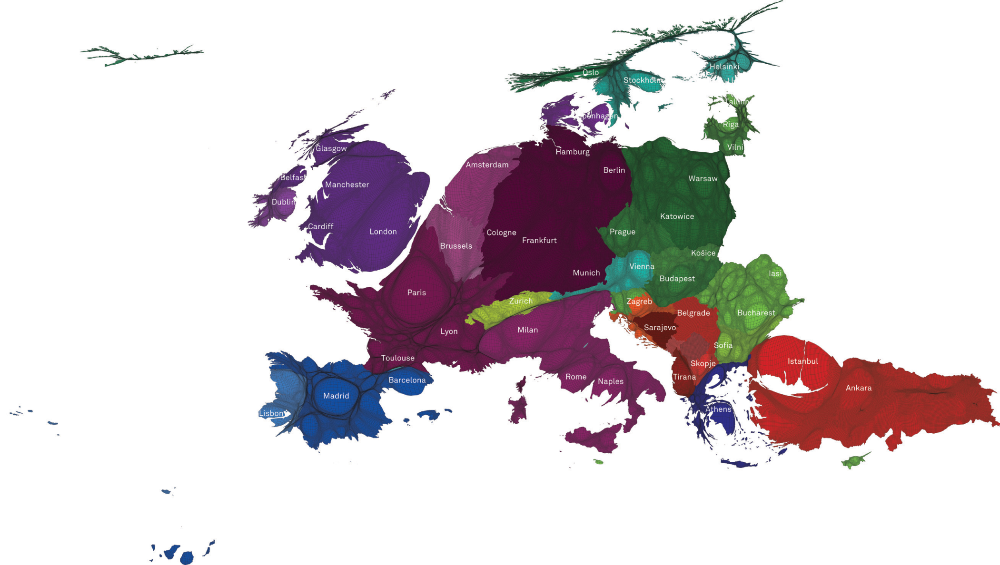 Oslo
Stockholm
Helsinki
Tallinn
Copenhagen
Riga
Vilni
Glasgow
Hamburg
Amsterdam
Berlin
Belfast
Manchester
Warsaw
Dublin
Katowice
Cardiff
London
Cologne
Frankfurt
Prague
Brussels
Košice
Vienna
Munich
Budapest
Iasi
Paris
Zurich
Zagreb
Belgrade
Bucharest
Sarajevo
Lyon
Milan
Sofia
Toulouse
Skopje
Istanbul
Barcelona
Rome
Naples
Tirana
Ankara
Madrid
Athens
Lisbon